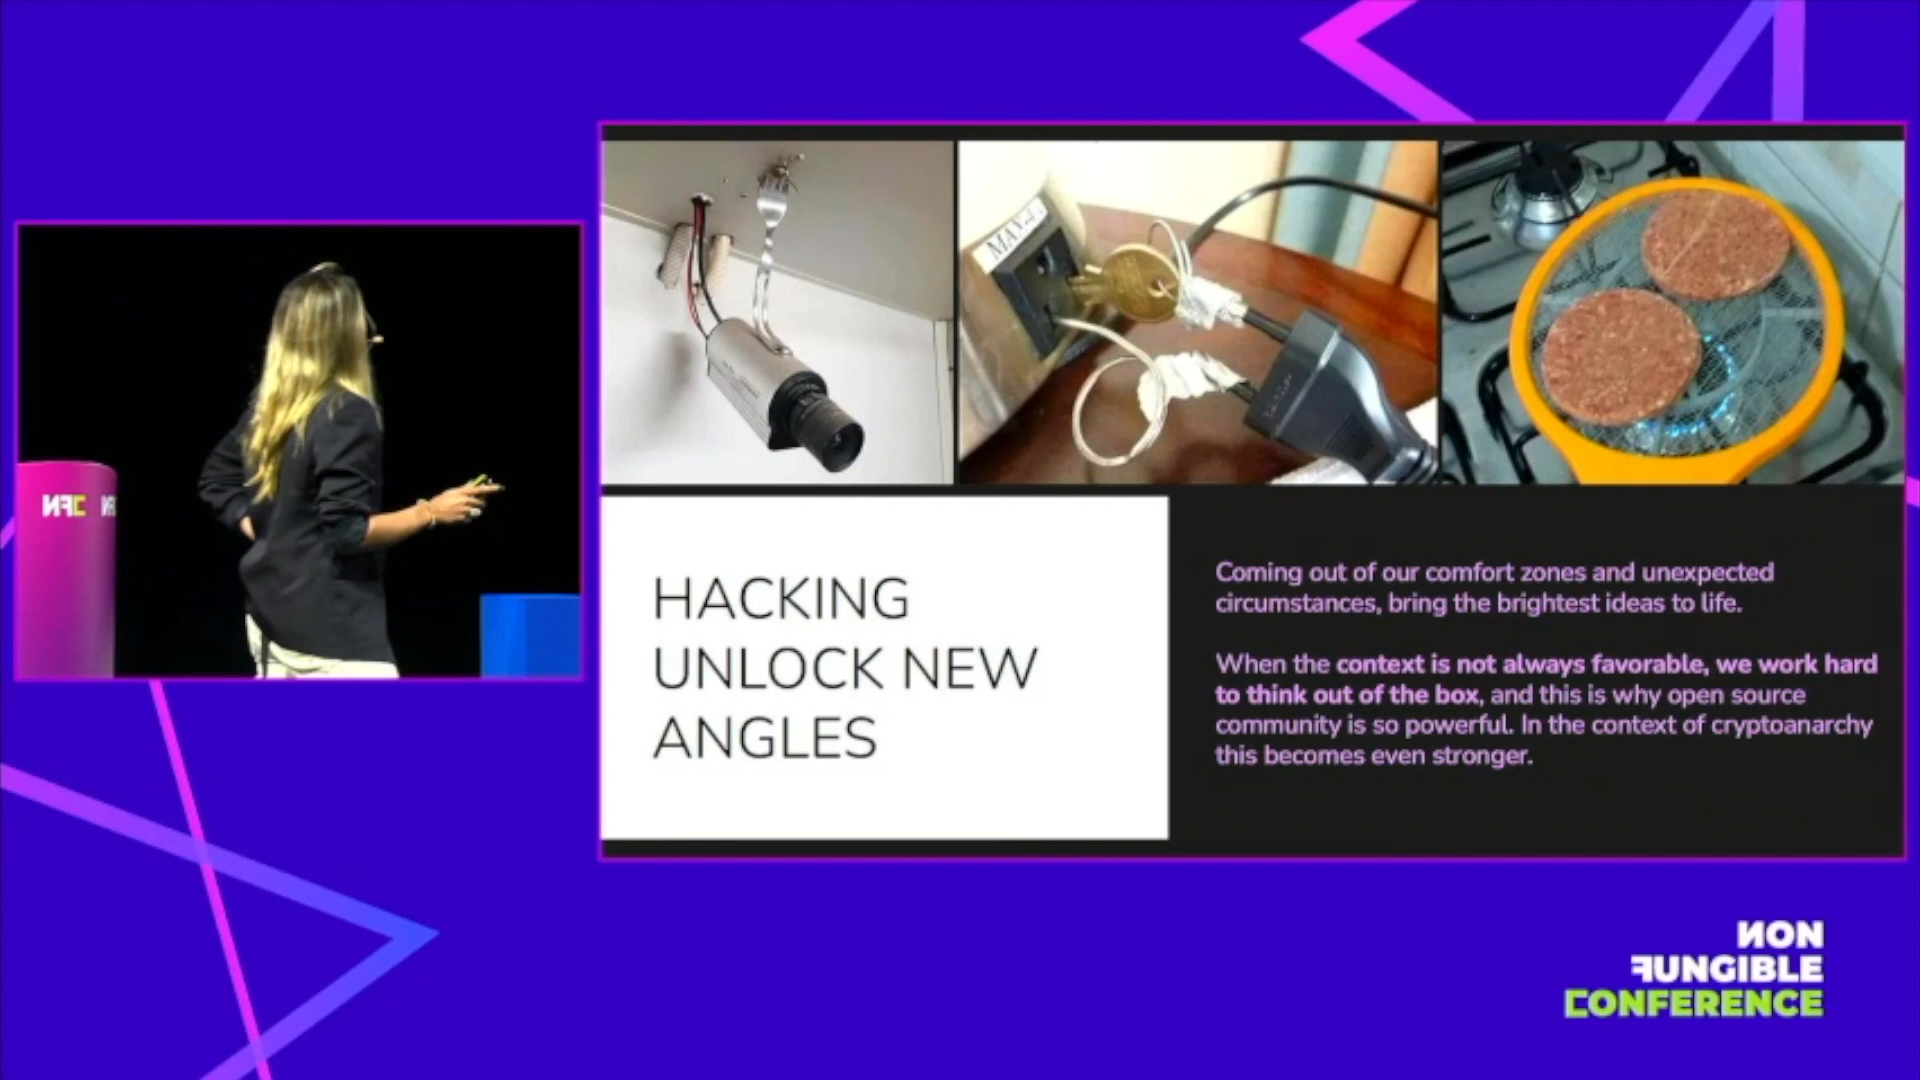 MAX-4
NFC N
HACKING
UNLOCK NEW
ANGLES
Coming out of our comfort zones and unexpected
circumstances, bring the brightest ideas to life.
When the context is not always favorable, we work hard
to think out of the box, and this is why open source
community is so powerful. In the context of cryptoanarchy
this becomes even stronger.
NON
FUNGIBLE
CONFERENCE